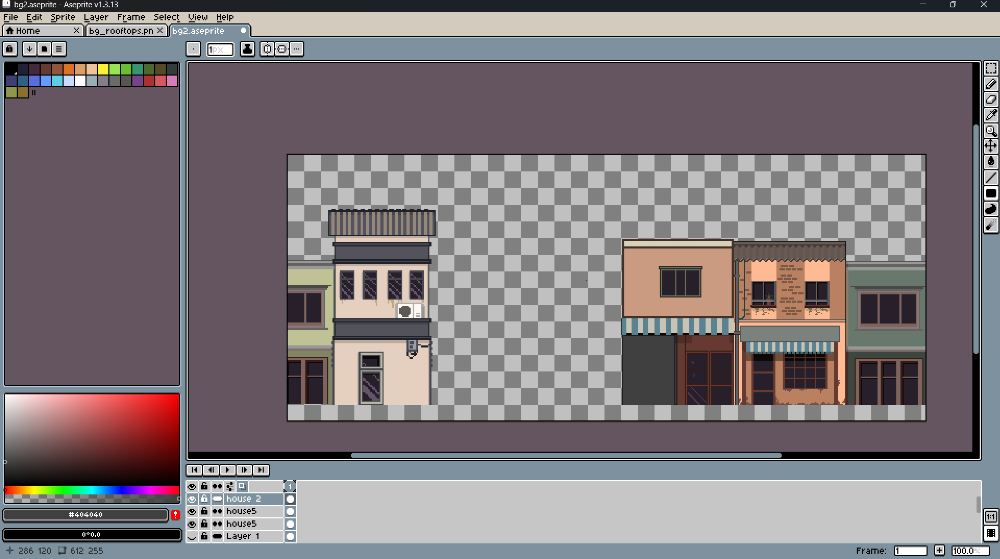 bg2.aseprite - Aseprite v1.3.13
File Edit Sprite Layer Frame Select View Help
Home bg_rooftops.pn bg2.aseprite
1px
1
house 2
house5
house5
Layer 1
#404040
0°0,0
286 120 612 255
1:1
Frame: 1 100.0%